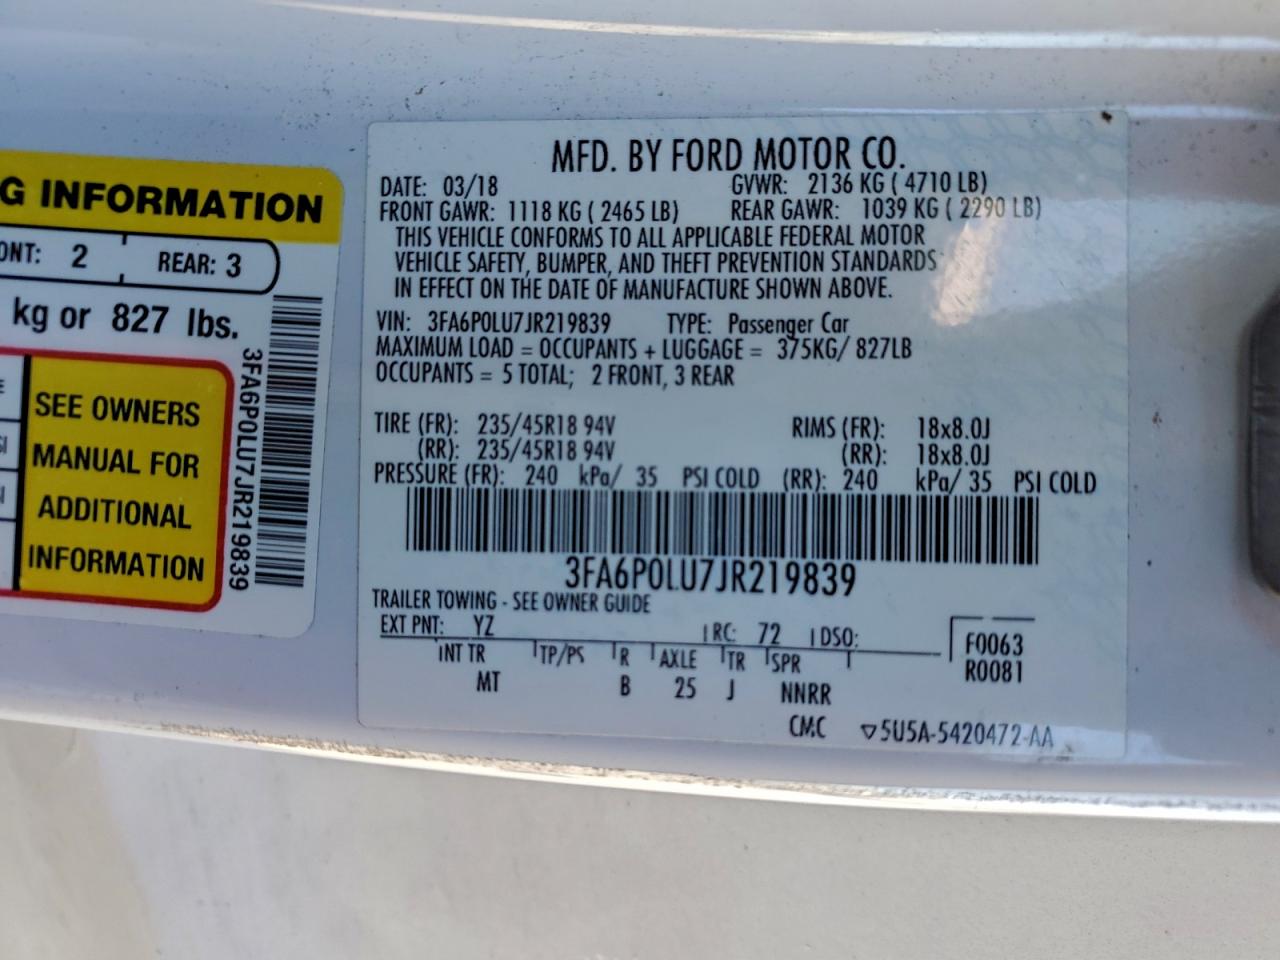 G INFORMATION
ONT: 2 REAR: 3
kg or 827 lbs.
SEE OWNERS
MANUAL FOR
ADDITIONAL
INFORMATION
3FA6P0LU7JR219839
MFD. BY FORD MOTOR CO.
DATE: 03/18 GVWR: 2136 KG ( 4710 LB)
FRONT GAWR: 1118 KG ( 2465 LB) REAR GAWR: 1039 KG ( 2290 LB)
THIS VEHICLE CONFORMS TO ALL APPLICABLE FEDERAL MOTOR
VEHICLE SAFETY, BUMPER, AND THEFT PREVENTION STANDARDS
IN EFFECT ON THE DATE OF MANUFACTURE SHOWN ABOVE.
VIN: 3FA6P0LU7JR219839 TYPE: Passenger Car
MAXIMUM LOAD = OCCUPANTS + LUGGAGE = 375KG/ 827LB
OCCUPANTS = 5 TOTAL; 2 FRONT, 3 REAR
TIRE (FR): 235/45R18 94V RIMS (FR): 18x8.0J
(RR): 235/45R18 94V (RR): 18x8.0J
PRESSURE (FR): 240 kPa/ 35 PSI COLD (RR): 240 kPa/ 35 PSI COLD
3FA6P0LU7JR219839
TRAILER TOWING - SEE OWNER GUIDE
EXT PNT: YZ RC: 72 DSO: F0063
INT TR TP/PS R AXLE TR SPR R0081
MT B 25 J NNRR
CMC ▽5U5A-5420472-AA